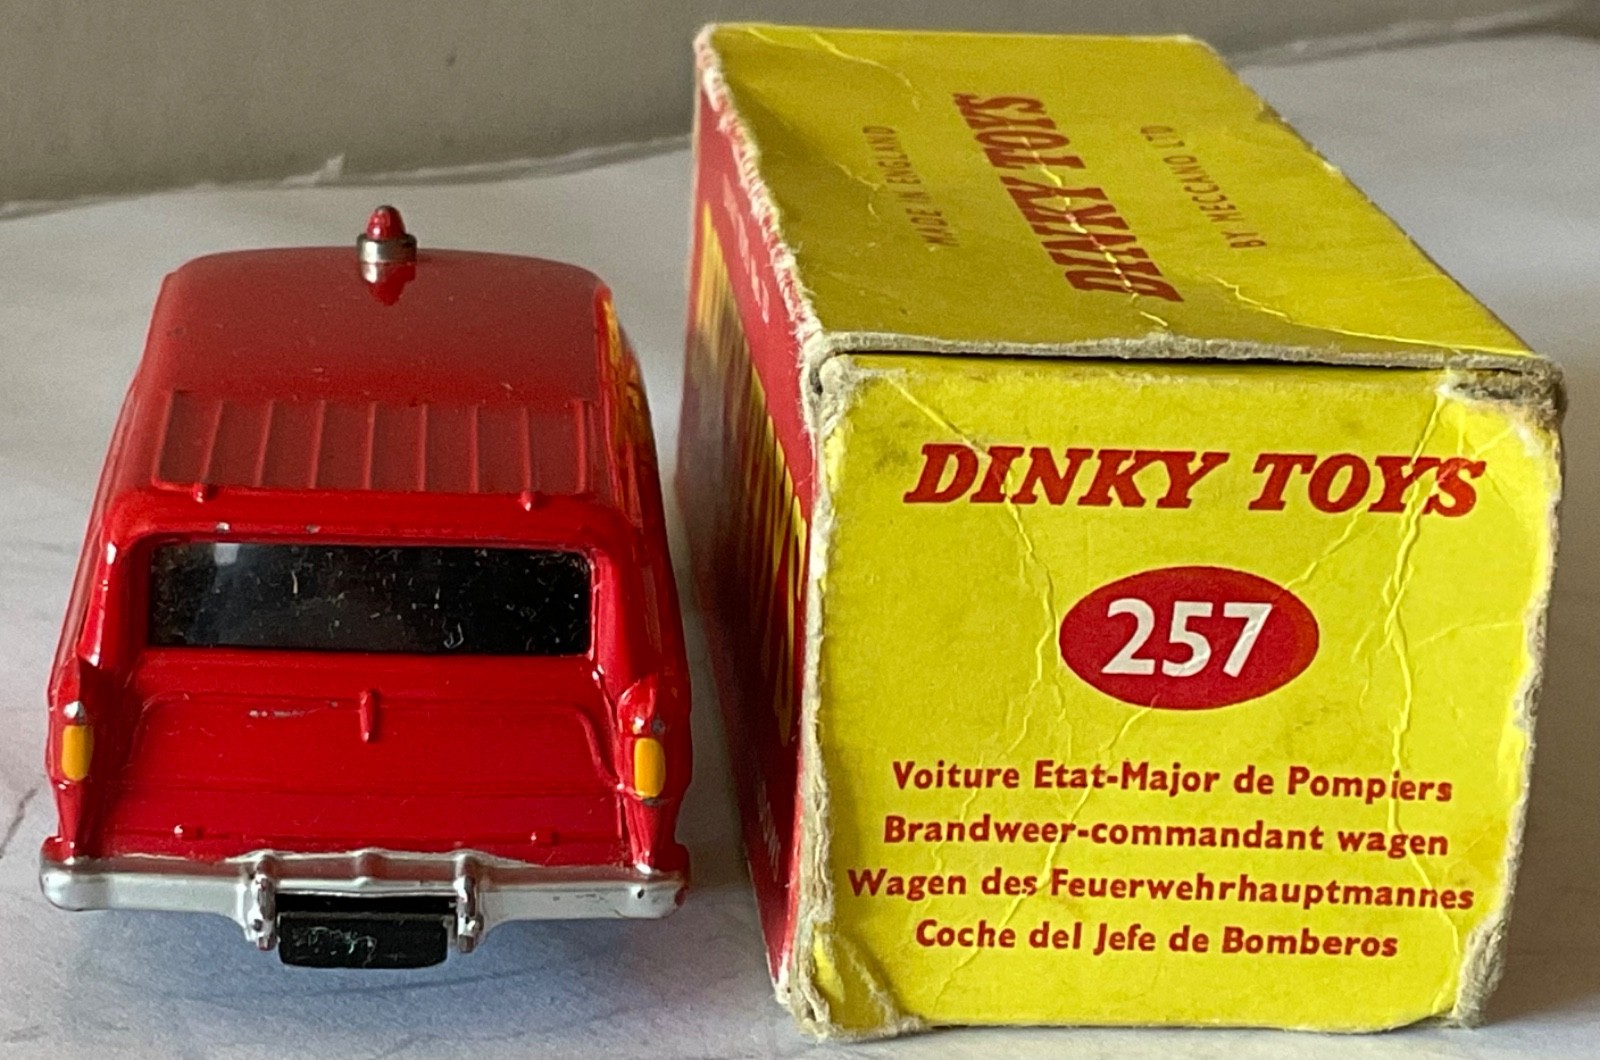 MADE IN ENGLAND
DINKY TOYS
BY MECCANO LTD
DINKY TOYS
257
Voiture Etat-Major de Pompiers
Brandweer-commandant wagen
Wagen des Feuerwehrhauptmannes
Coche del Jefe de Bomberos